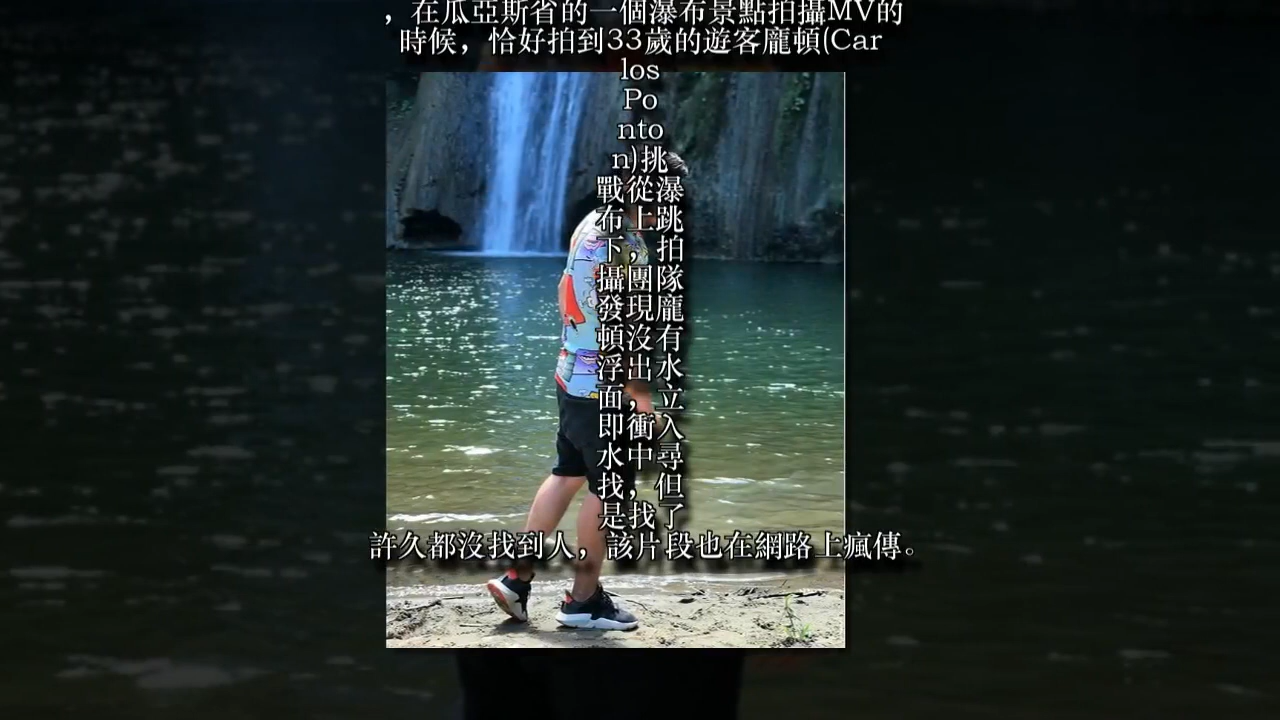 ，在瓜亞斯省的一個瀑布景點拍攝MV的
時候，恰好拍到33歲的遊客龐頓(Car
los
Po
nto
n)挑
戰從瀑
布上跳
下，拍
攝團隊
發現龐
頓沒有
浮出水
面，立
即衝入
水中尋
找，但
是找了
許久都沒找到人，該片段也在網路上瘋傳。